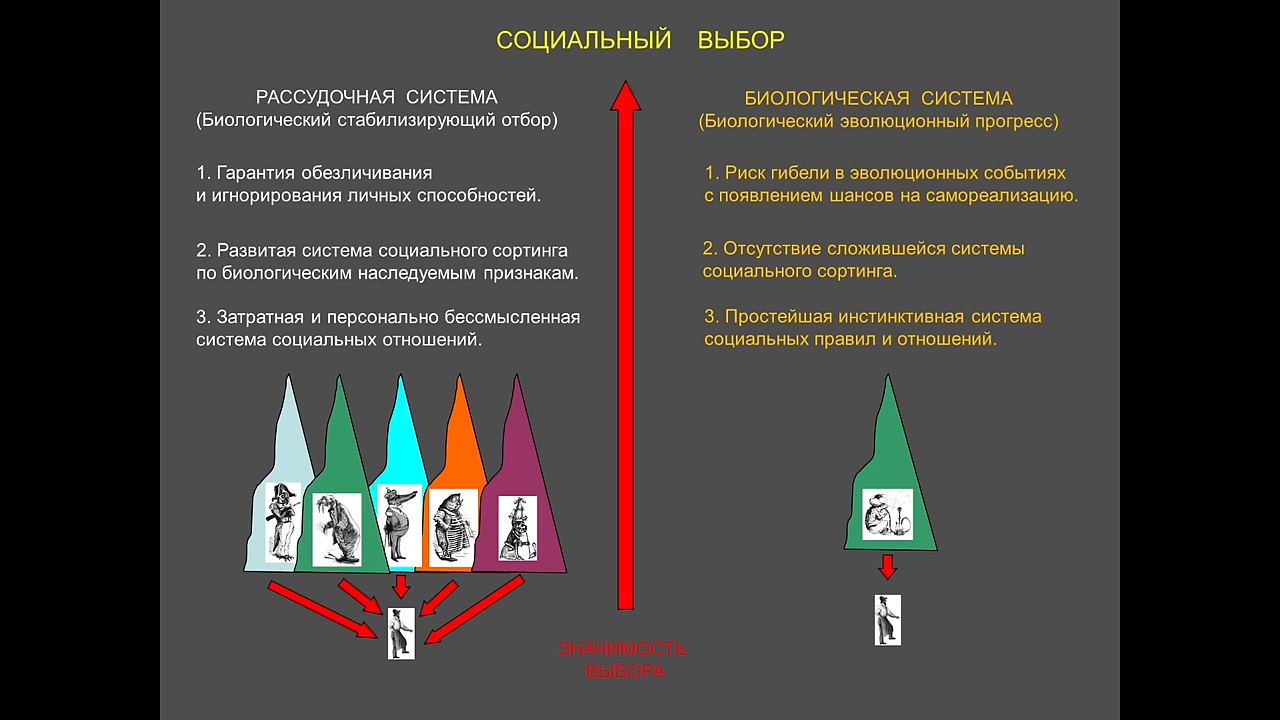 СОЦИАЛЬНЫЙ ВЫБОР
РАССУДОЧНАЯ СИСТЕМА
(Биологический стабилизирующий отбор)
1. Гарантия обезличивания
и игнорирования личных способностей.
2. Развитая система социального сортинга
по биологическим наследуемым признакам.
3. Затратная и персонально бессмысленная
система социальных отношений.
БИОЛОГИЧЕСКАЯ СИСТЕМА
(Биологический эволюционный прогресс)
1. Риск гибели в эволюционных событиях
с появлением шансов на самореализацию.
2. Отсутствие сложившейся системы
социального сортинга.
3. Простейшая инстинктивная система
социальных правил и отношений.
ЗНАЧИМОСТЬ
ВЫБОРА